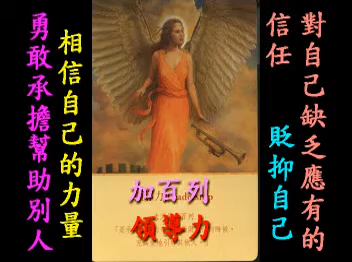 對自己缺乏應有的
信任
貶抑自己
相信自己的力量
勇敢承擔幫助別人
加百列
領導力